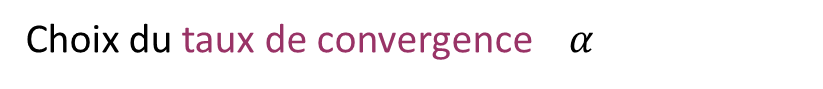 Choix du taux de convergence α